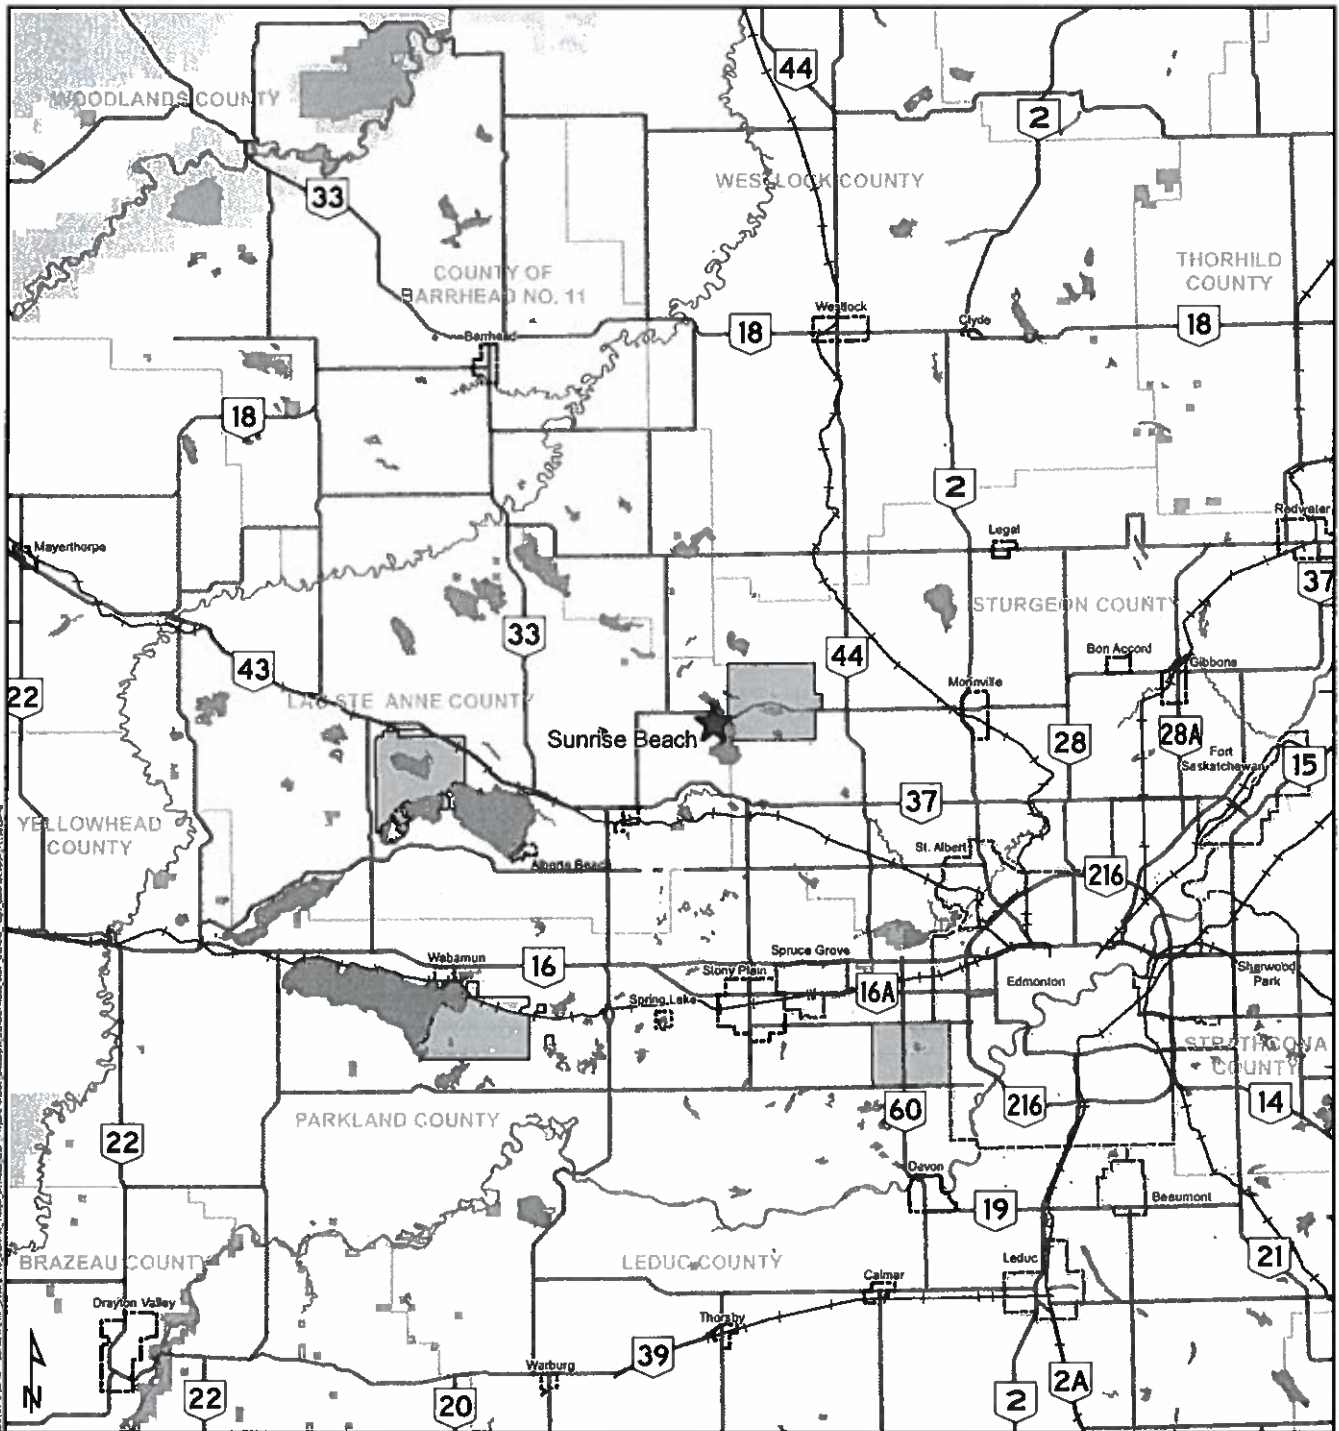 44
WOODLANDS COUNTY
2
33
WESTLOCK COUNTY
COUNTY OF
BARRHEAD NO. 11
THORHILD
COUNTY
Westlock
Clyde
18
18
Barrhead
18
2
Legal
Redwater
Mayerthorpe
37
STURGEON COUNTY
33
44
Bon Accord
Gibbons
43
22
LAC STE ANNE COUNTY
Morinville
Sunrise Beach
28
28A
Fort
Saskatchewan
15
37
YELLOWHEAD
COUNTY
Alberta Beach
St. Albert
216
Wabamun
16
Spruce Grove
Stony Plain
Spring Lake
16A
Edmonton
Sherwood
Park
STRATHCONA
COUNTY
PARKLAND COUNTY
60
216
14
22
Devon
19
Beaumont
BRAZEAU COUNTY
LEDUC COUNTY
Leduc
21
Calmar
Drayton Valley
Thorsby
39
Warburg
N
22
20
2
2A